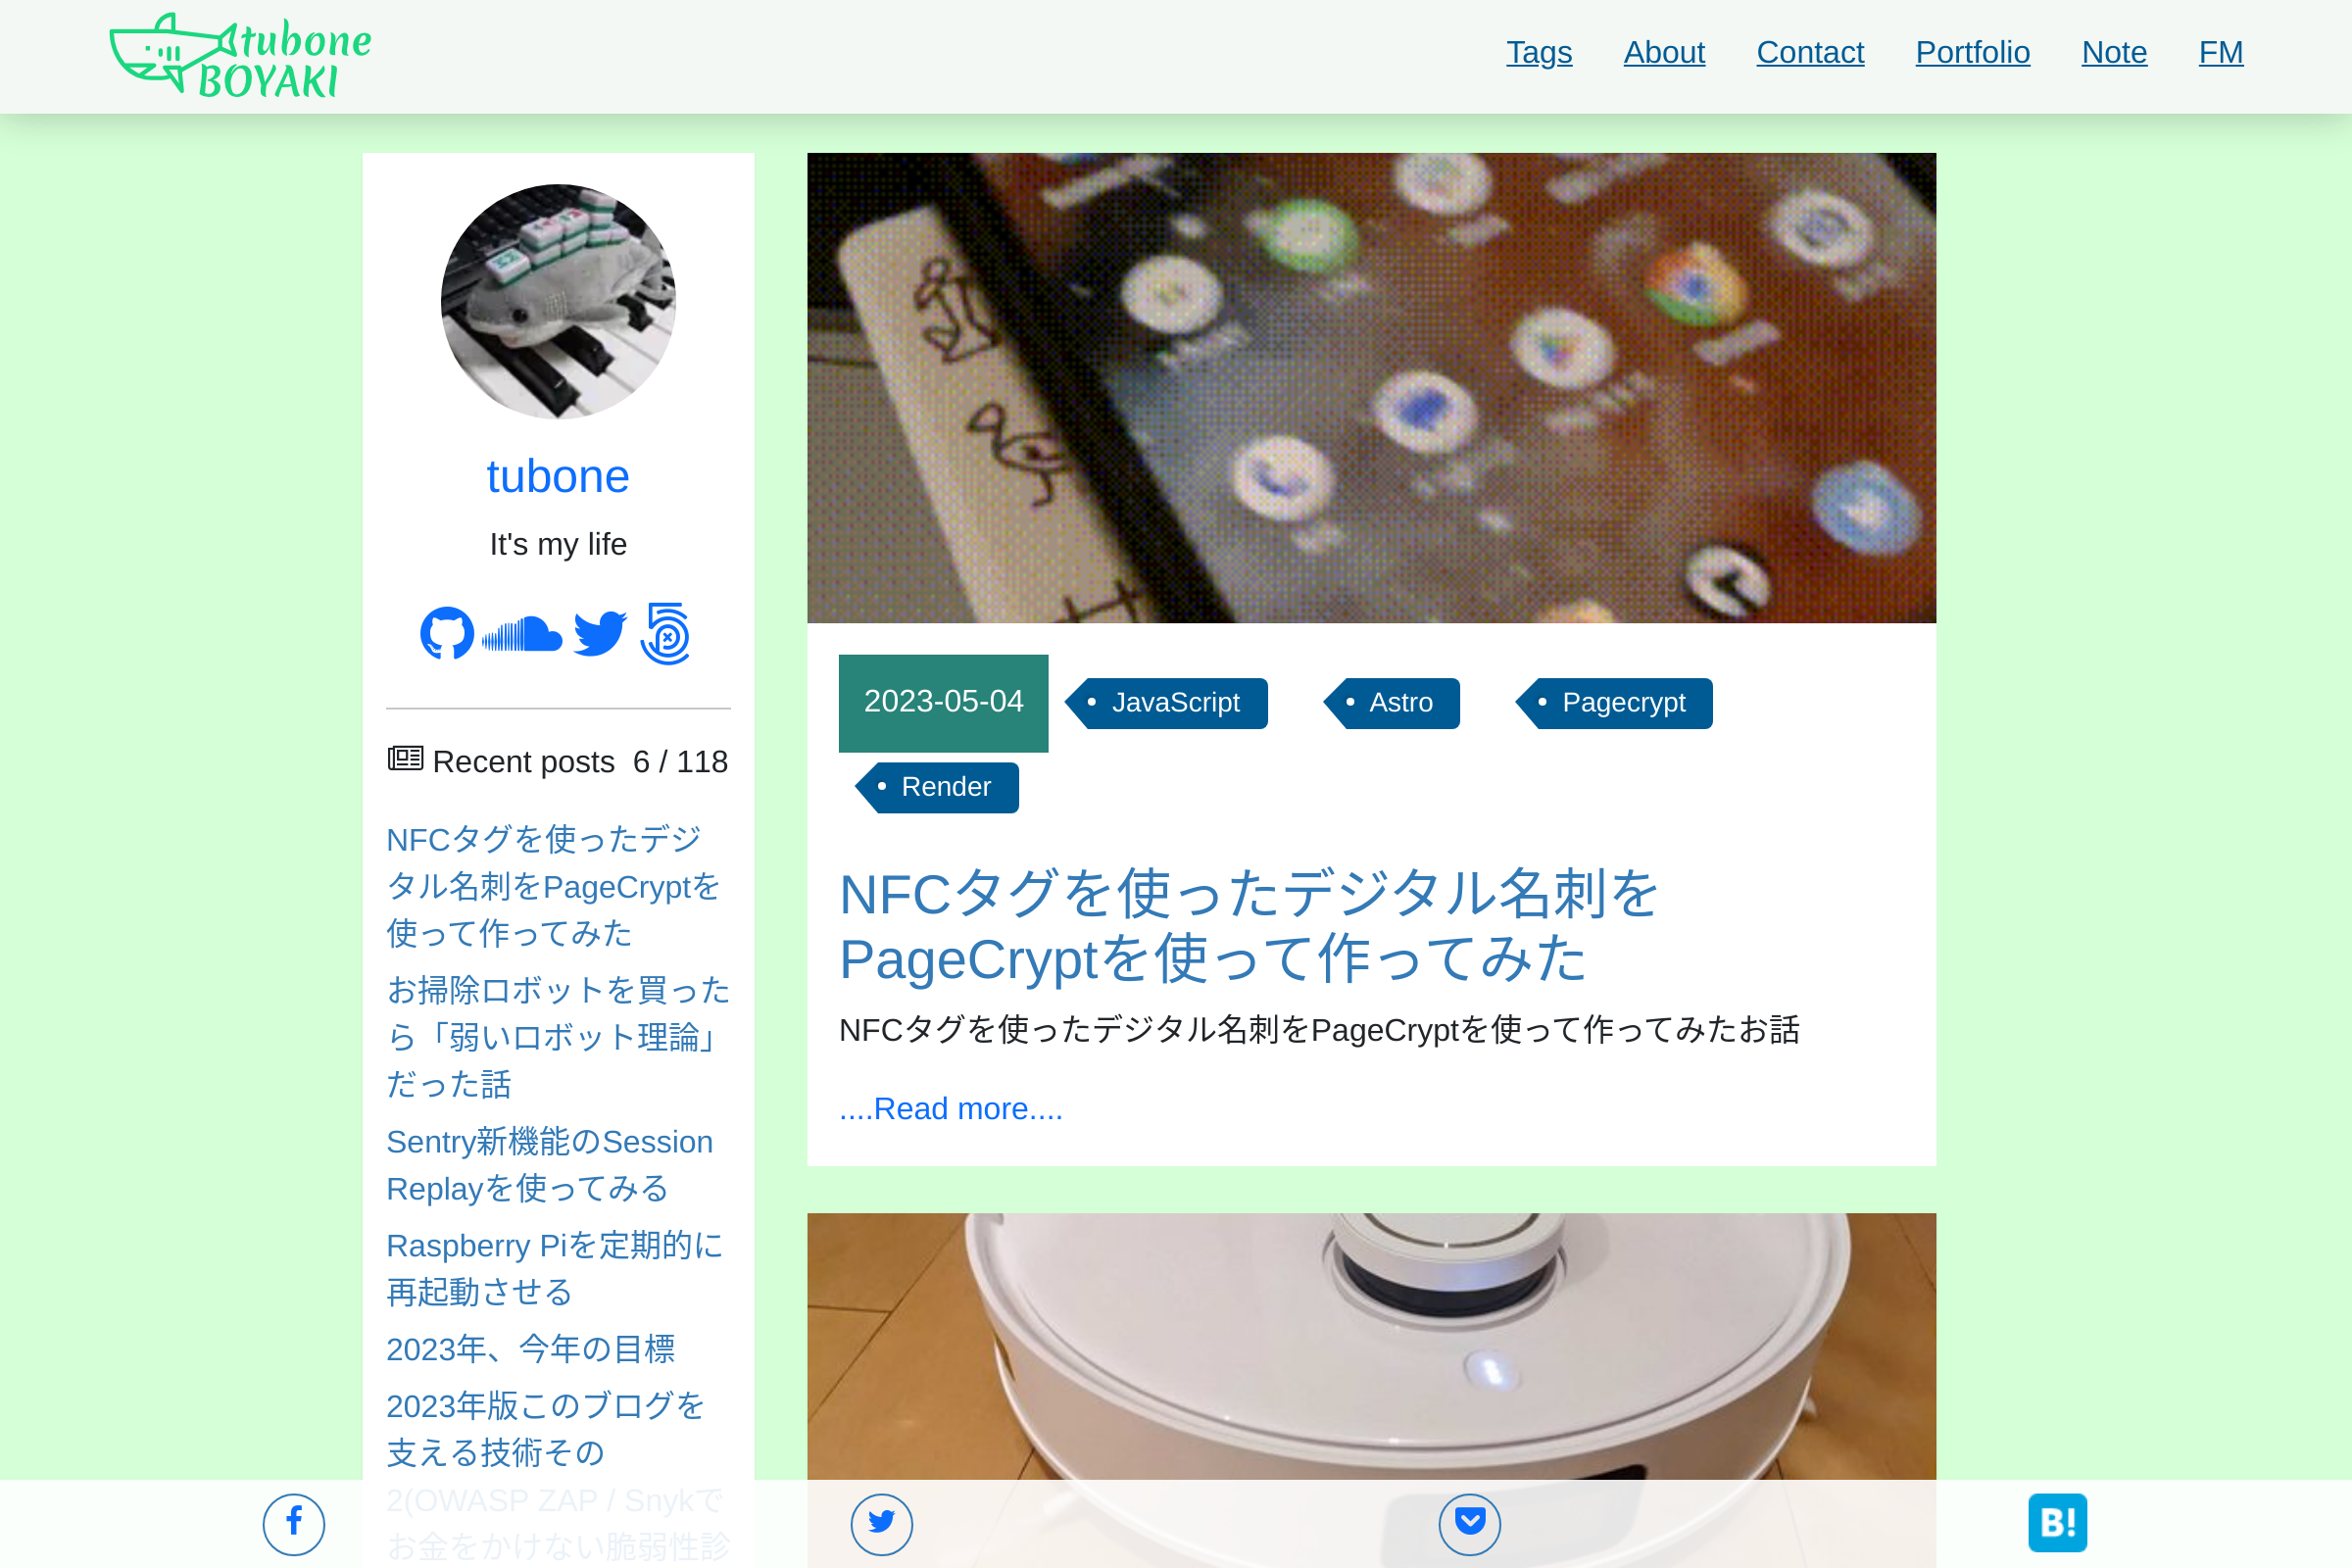 tubone
BOYAKI
Tags
About
Contact
Portfolio
Note
FM
tubone
It's my life
Recent posts 6 / 118
NFCタグを使ったデジ
タル名刺をPageCryptを
使って作ってみた
お掃除ロボットを買った
ら「弱いロボット理論」
だった話
Sentry新機能のSession
Replayを使ってみる
Raspberry Piを定期的に
再起動させる
2023年、今年の目標
2023年版このブログを
支える技術その
2(OWASP ZAP / Snykで
お金をかけない脆弱性診
2023-05-04
JavaScript
Astro
Pagecrypt
Render
NFCタグを使ったデジタル名刺を
PageCryptを使って作ってみた
NFCタグを使ったデジタル名刺をPageCryptを使って作ってみたお話
....Read more....
B!